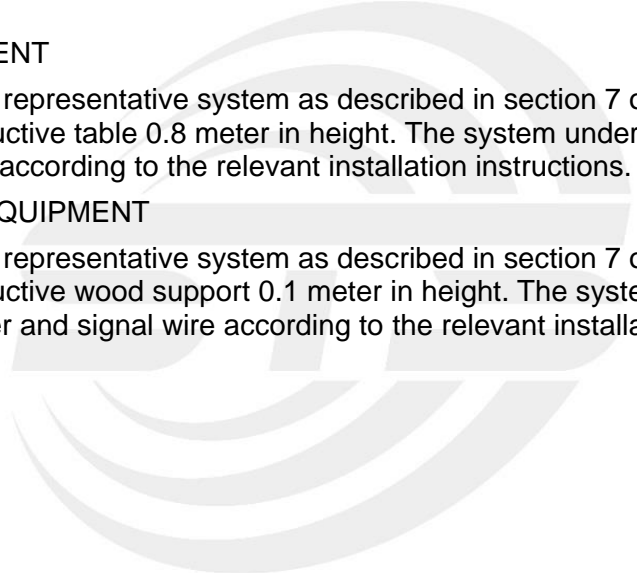 ENT
representative system as described in section 7 o
uctive table 0.8 meter in height. The system under
according to the relevant installation instructions.
QUIPMENT
representative system as described in section 7 o
uctive wood support 0.1 meter in height. The syste
er and signal wire according to the relevant installa